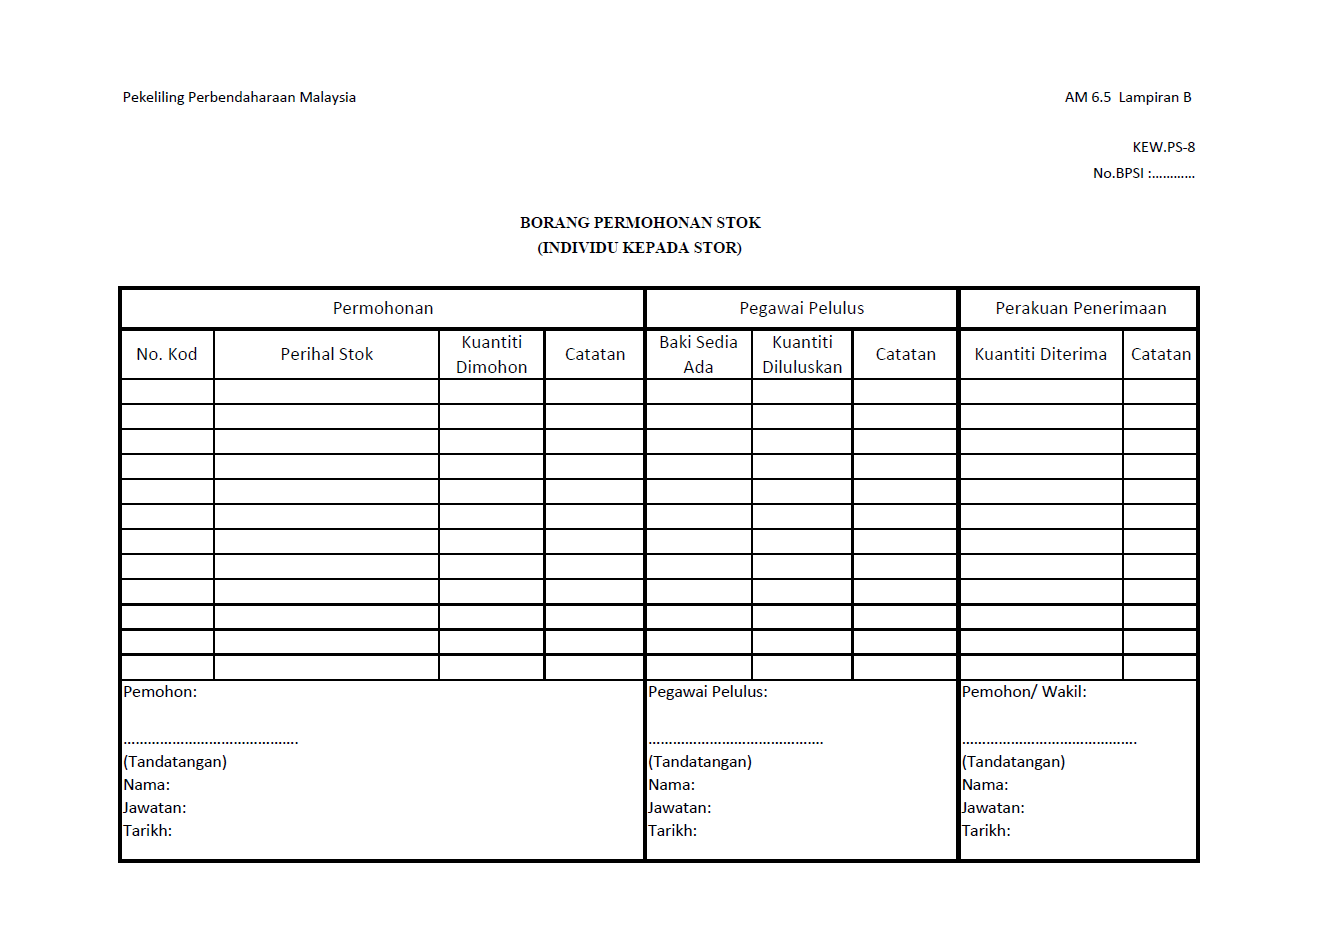 Pekeliling Perbendaharaan Malaysia
AM 6.5 Lampiran B
KEW.PS-8
No.BPSI :............
BORANG PERMOHONAN STOK
(INDIVIDU KEPADA STOR)
Permohonan
Pegawai Pelulus
Perakuan Penerimaan
No. Kod
Perihal Stok
Kuantiti
Dimohon
Catatan
Baki Sedia
Ada
Kuantiti
Diluluskan
Catatan
Kuantiti Diterima
Catatan
Pemohon:
...........................................
(Tandatangan)
Nama:
Jawatan:
Tarikh:
Pegawai Pelulus:
...........................................
(Tandatangan)
Nama:
Jawatan:
Tarikh:
Pemohon/ Wakil:
...........................................
(Tandatangan)
Nama:
Jawatan:
Tarikh: